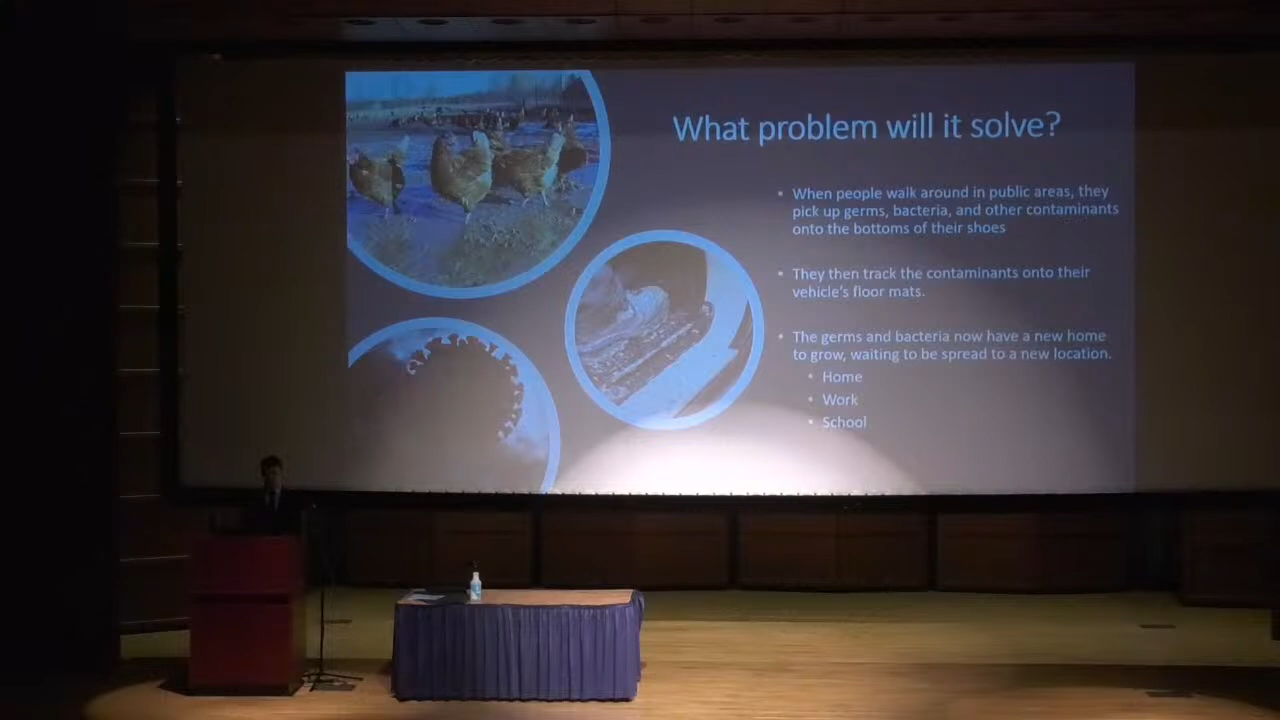 What problem will it solve?
• When people walk around in public areas, they
pick up germs, bacteria, and other contaminants
onto the bottoms of their shoes
• They then track the contaminants onto their
vehicle's floor mats.
• The germs and bacteria now have a new home
to grow, waiting to be spread to a new location.
• Home
• Work
• School